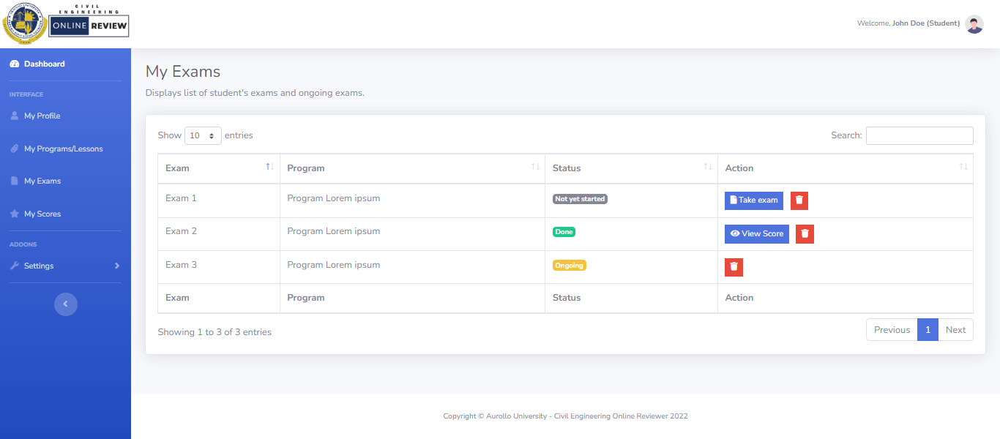 CIVIL
ENGINEERING
ONLINE REVIEW
Welcome, John Doe (Student)
Dashboard
INTERFACE
My Profile
My Programs/Lessons
My Exams
My Scores
ADDONS
Settings
My Exams
Displays list of student's exams and ongoing exams.
Show 10 entries
Search:
Exam Program Status Action
Exam 1 Program Lorem ipsum Not yet started Take exam
Exam 2 Program Lorem ipsum Done View Score
Exam 3 Program Lorem ipsum Ongoing
Exam Program Status Action
Showing 1 to 3 of 3 entries
Previous 1 Next
Copyright © Aurollo University - Civil Engineering Online Reviewer 2022